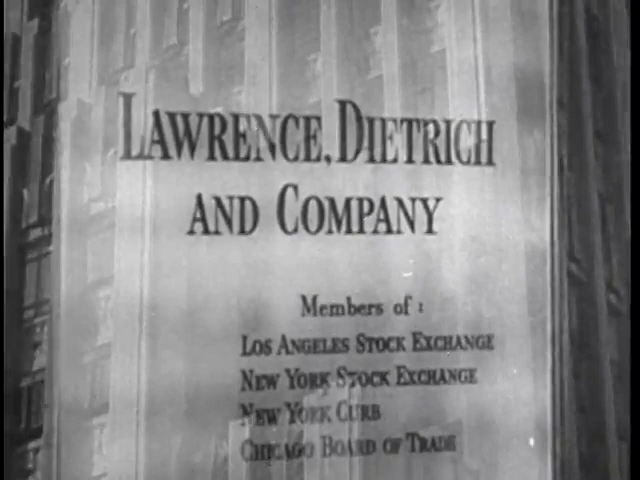 LAWRENCE, DIETRICH
AND COMPANY
Members of:
LOS ANGELES STOCK EXCHANGE
NEW YORK STOCK EXCHANGE
NEW YORK CURB
CHICAGO BOARD OF TRADE